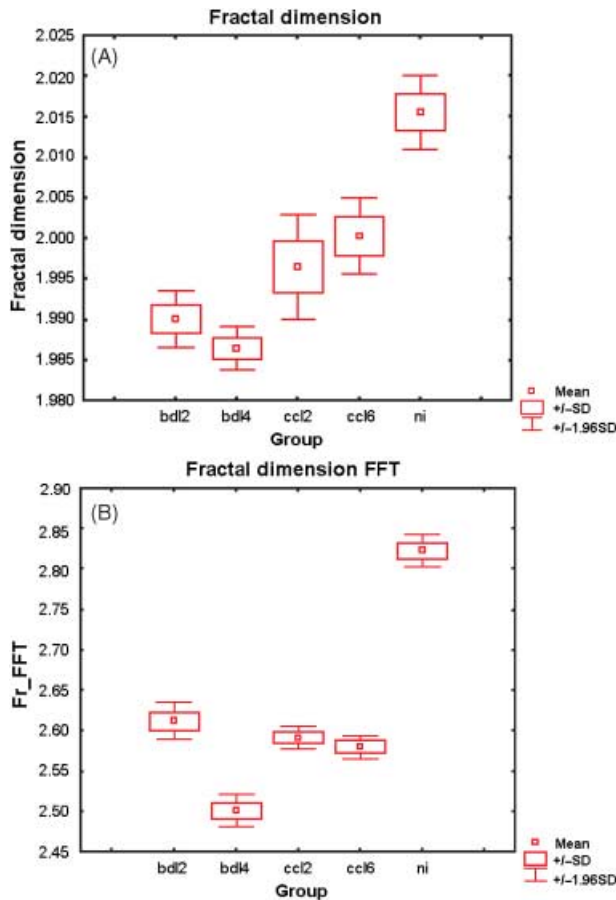 Fractal dimension
(A)
2.025
2.020
2.015
2.010
2.005
2.000
1.995
1.990
1.985
1.980
Fractal dimension
bdl2 bdl4 ccl2 ccl6 ni
Group
Mean
+/-SD
+/-1.96SD
Fractal dimension FFT
(B)
2.90
2.85
2.80
2.75
2.70
2.65
2.60
2.55
2.50
2.45
Fr_FFT
bdl2 bdl4 ccl2 ccl6 ni
Group
Mean
+/-SD
+/-1.96SD